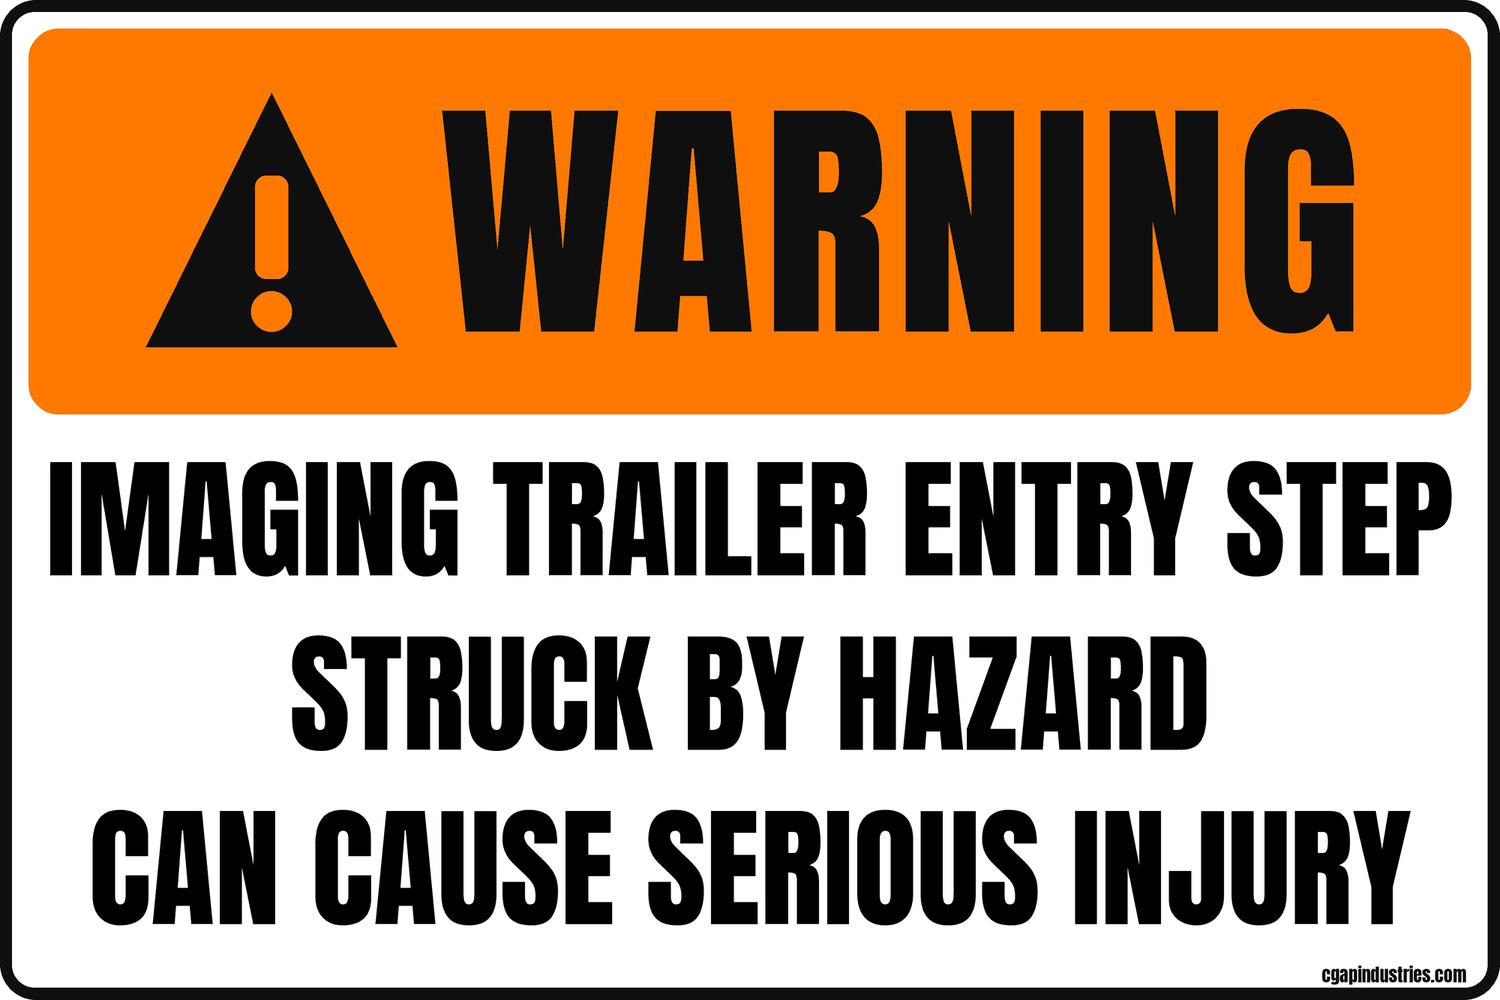 WARNING
IMAGING TRAILER ENTRY STEP
STRUCK BY HAZARD
CAN CAUSE SERIOUS INJURY
cgapindustries.com